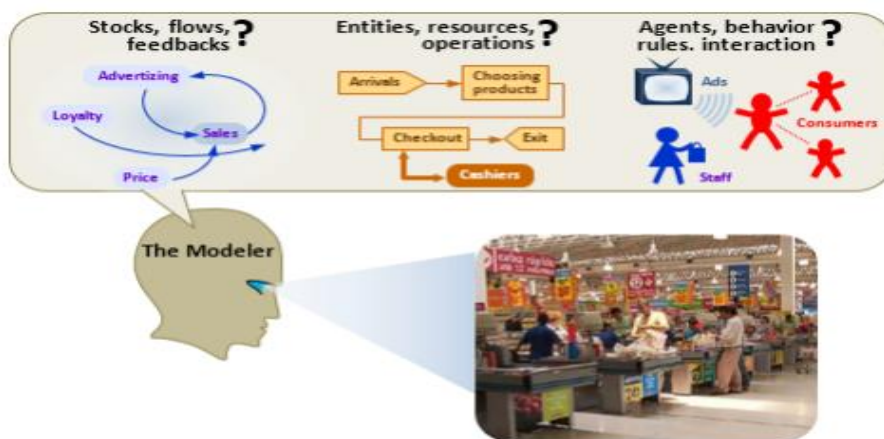 Stocks, flows,
feedbacks?
Advertizing
Loyalty
Sales
Price
Entities, resources,
operations?
Arrivals
Choosing
products
Checkout
Exit
Cashiers
Agents, behavior
rules. interaction?
Ads
Consumers
Staff
The Modeler